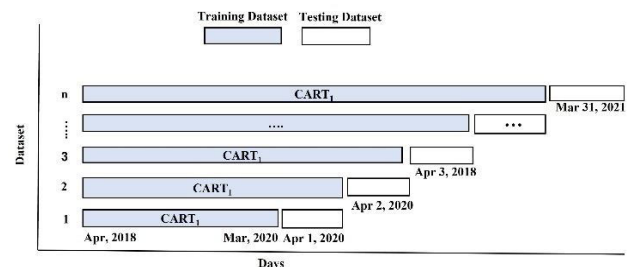 Training Dataset Testing Dataset
n CART1
Mar 31, 2021
.... ...
3 CART1
Apr 3, 2018
2 CART1
Apr 2, 2020
1 CART1
Apr, 2018 Mar, 2020 Apr 1, 2020
Dataset
Days